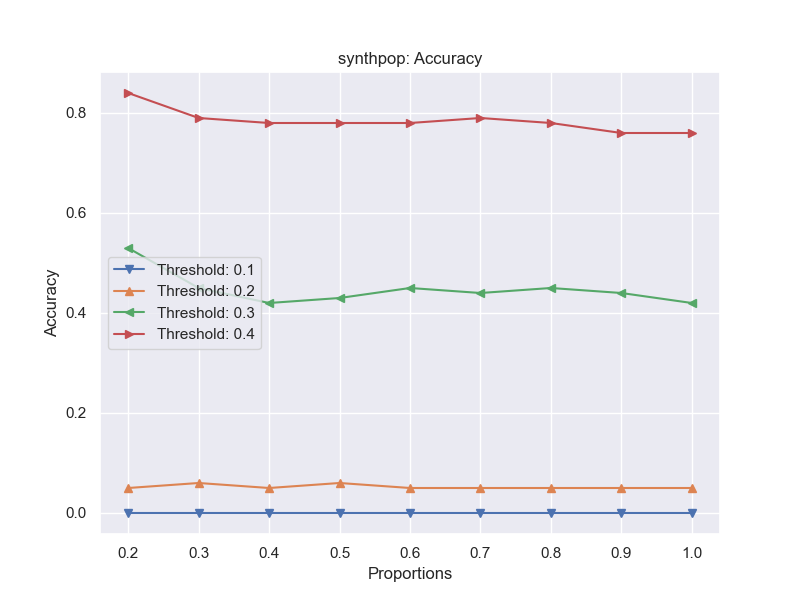 synthpop: Accuracy
Accuracy
0.8
0.6
0.4
0.2
0.0
Threshold: 0.1
Threshold: 0.2
Threshold: 0.3
Threshold: 0.4
0.2 0.3 0.4 0.5 0.6 0.7 0.8 0.9 1.0
Proportions